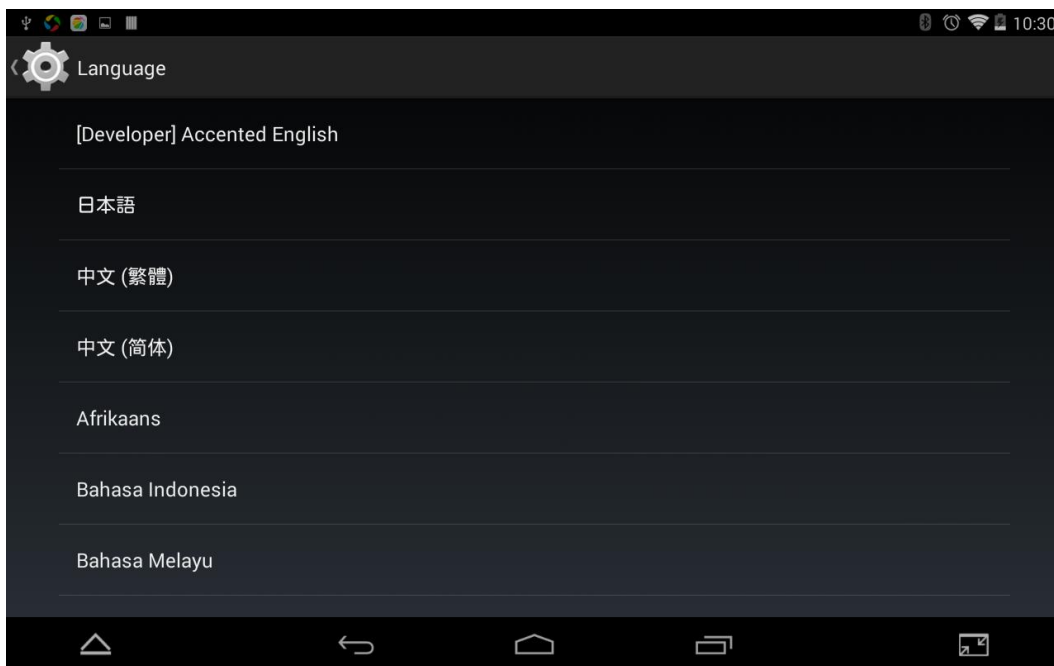 10:30
Language
[Developer] Accented English
日本語
中文 (繁體)
中文 (简体)
Afrikaans
Bahasa Indonesia
Bahasa Melayu